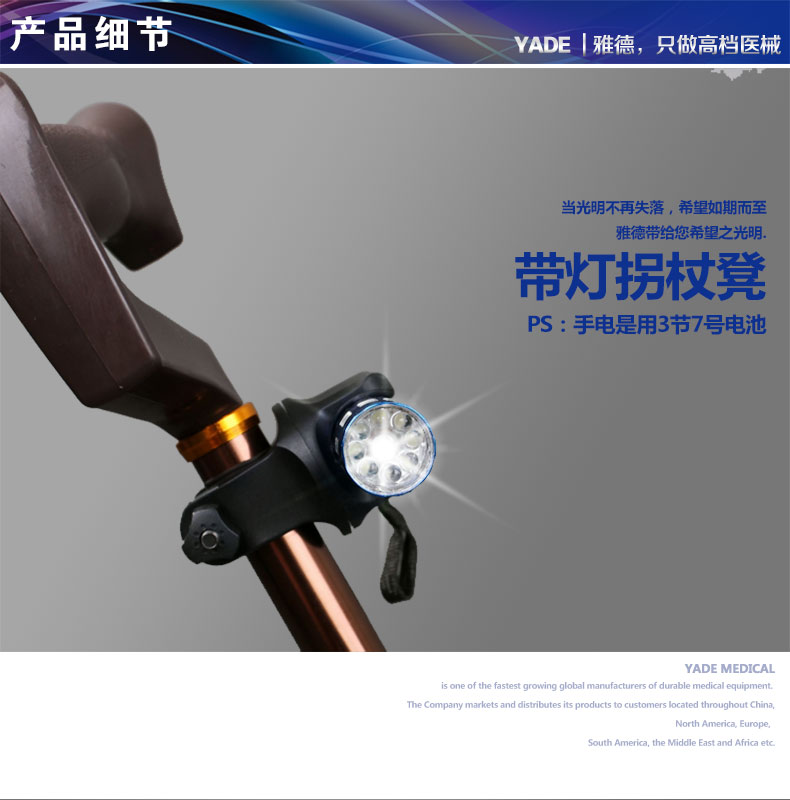 产品细节
YADE | 雅德，只做高档医械
当光明不再失落，希望如期而至
雅德带给您希望之光明.
带灯拐杖凳
PS：手电是用3节7号电池
YADE MEDICAL
is one of the fastest growing global manufacturers of durable medical equipment.
The Company markets and distributes its products to customers located throughout China,
North America, Europe,
South America, the Middle East and Africa etc.